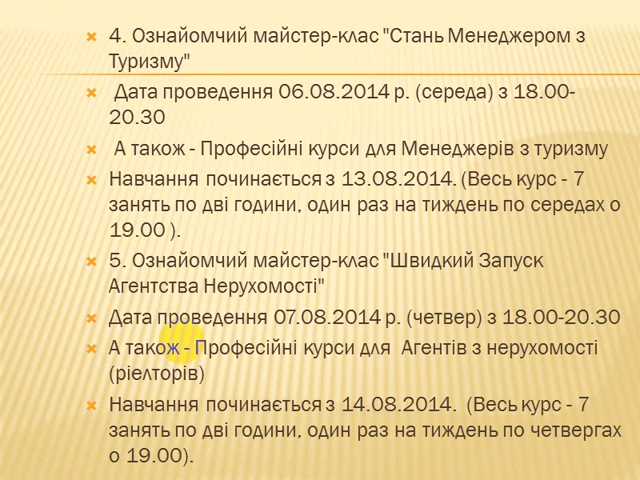 4. Ознайомчий майстер-клас "Стань Менеджером з
Туризму"
Дата проведення 06.08.2014 р. (середа) з 18.00-
20.30
А також - Професійні курси для Менеджерів з туризму
Навчання починається з 13.08.2014. (Весь курс - 7
занять по дві години, один раз на тиждень по середах о
19.00 ).
5. Ознайомчий майстер-клас "Швидкий Запуск
Агентства Нерухомості"
Дата проведення 07.08.2014 р. (четвер) з 18.00-20.30
А також - Професійні курси для Агентів з нерухомості
(ріелторів)
Навчання починається з 14.08.2014. (Весь курс - 7
занять по дві години, один раз на тиждень по четвергах
о 19.00).